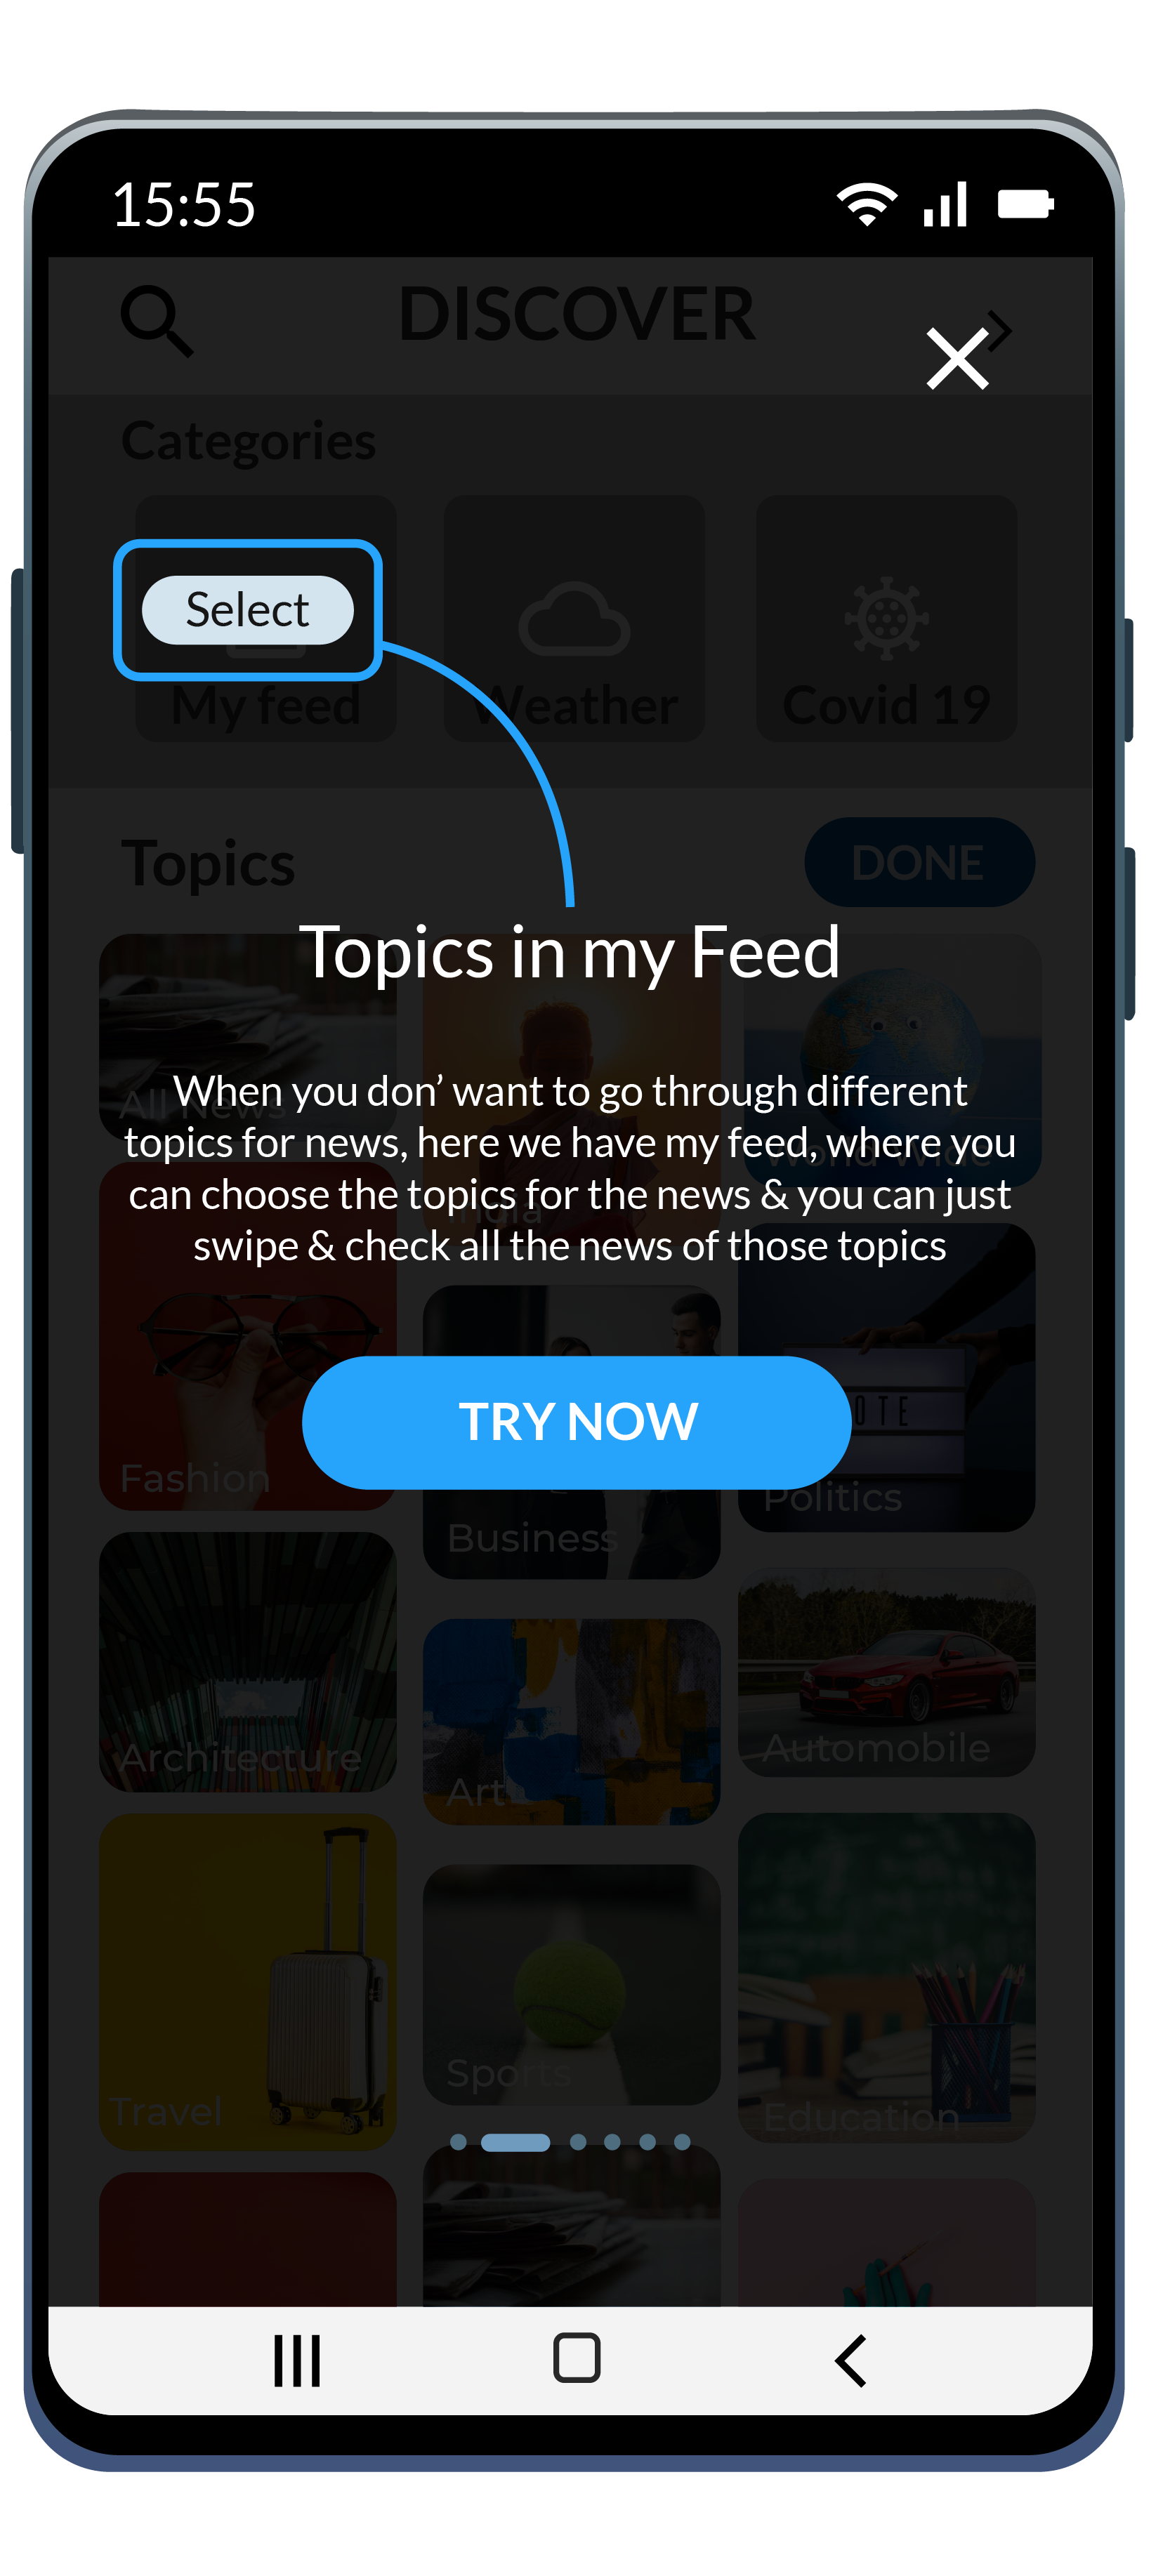 15:55
DISCOVER
Categories
Select
My feed
Weather
Covid 19
Topics
DONE
Topics in my Feed
When you don’ want to go through different
topics for news, here we have my feed, where you
can choose the topics for the news & you can just
swipe & check all the news of those topics
All News
India
World Wide
TRY NOW
OTE
Fashion
Business
Politics
Architecture
Art
Automobile
Travel
Sports
Education